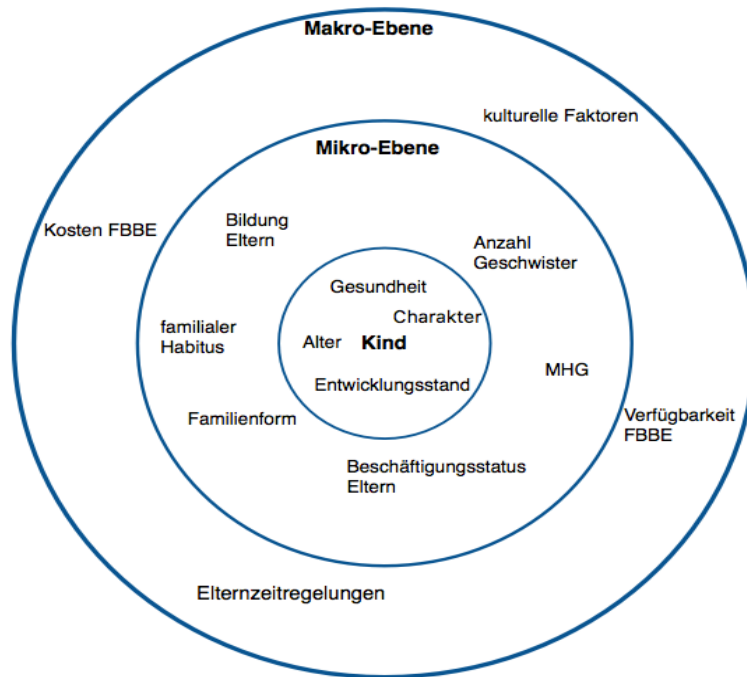 Makro-Ebene
kulturelle Faktoren
Mikro-Ebene
Kosten FBBE
Bildung
Eltern
Anzahl
Geschwister
Gesundheit
Charakter
familialer
Habitus
Alter
Kind
MHG
Entwicklungsstand
Familienform
Verfügbarkeit
FBBE
Beschäftigungsstatus
Eltern
Elternzeitregelungen